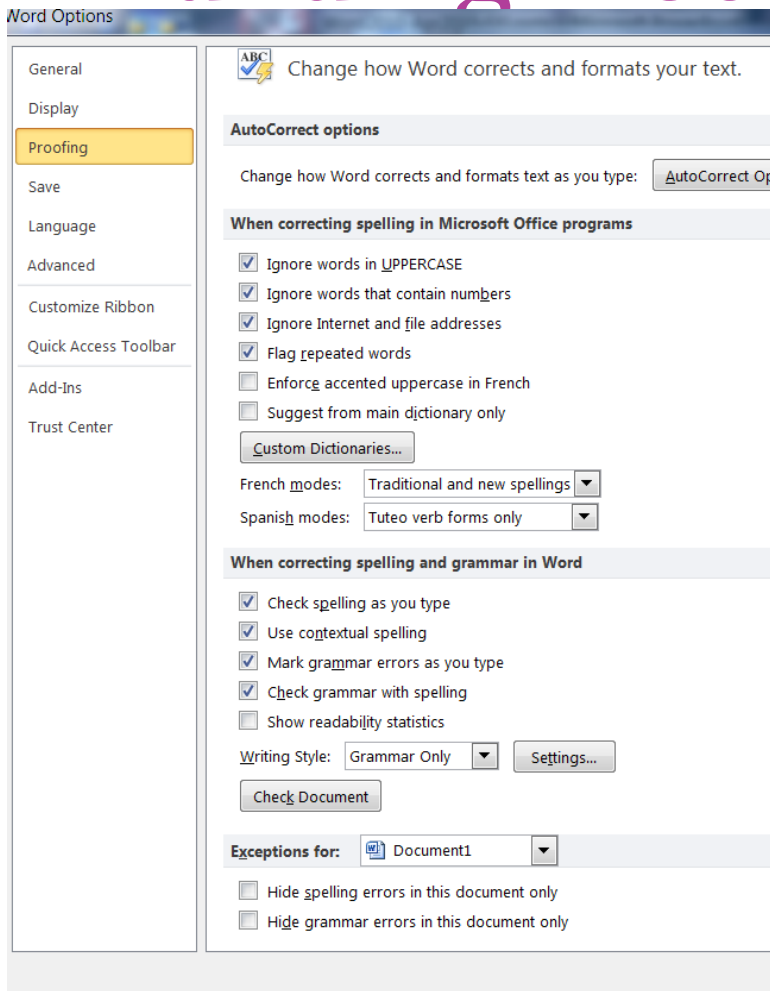 Word Options
General
Display
Proofing
Save
Language
Advanced
Customize Ribbon
Quick Access Toolbar
Add-Ins
Trust Center
ABC
Change how Word corrects and formats your text.
AutoCorrect options
Change how Word corrects and formats text as you type: AutoCorrect Op
When correcting spelling in Microsoft Office programs
Ignore words in UPPERCASE
Ignore words that contain numbers
Ignore Internet and file addresses
Flag repeated words
Enforce accented uppercase in French
Suggest from main dictionary only
Custom Dictionaries...
French modes: Traditional and new spellings
Spanish modes: Tuteo verb forms only
When correcting spelling and grammar in Word
Check spelling as you type
Use contextual spelling
Mark grammar errors as you type
Check grammar with spelling
Show readability statistics
Writing Style: Grammar Only Settings...
Check Document
Exceptions for: Document1
Hide spelling errors in this document only
Hide grammar errors in this document only